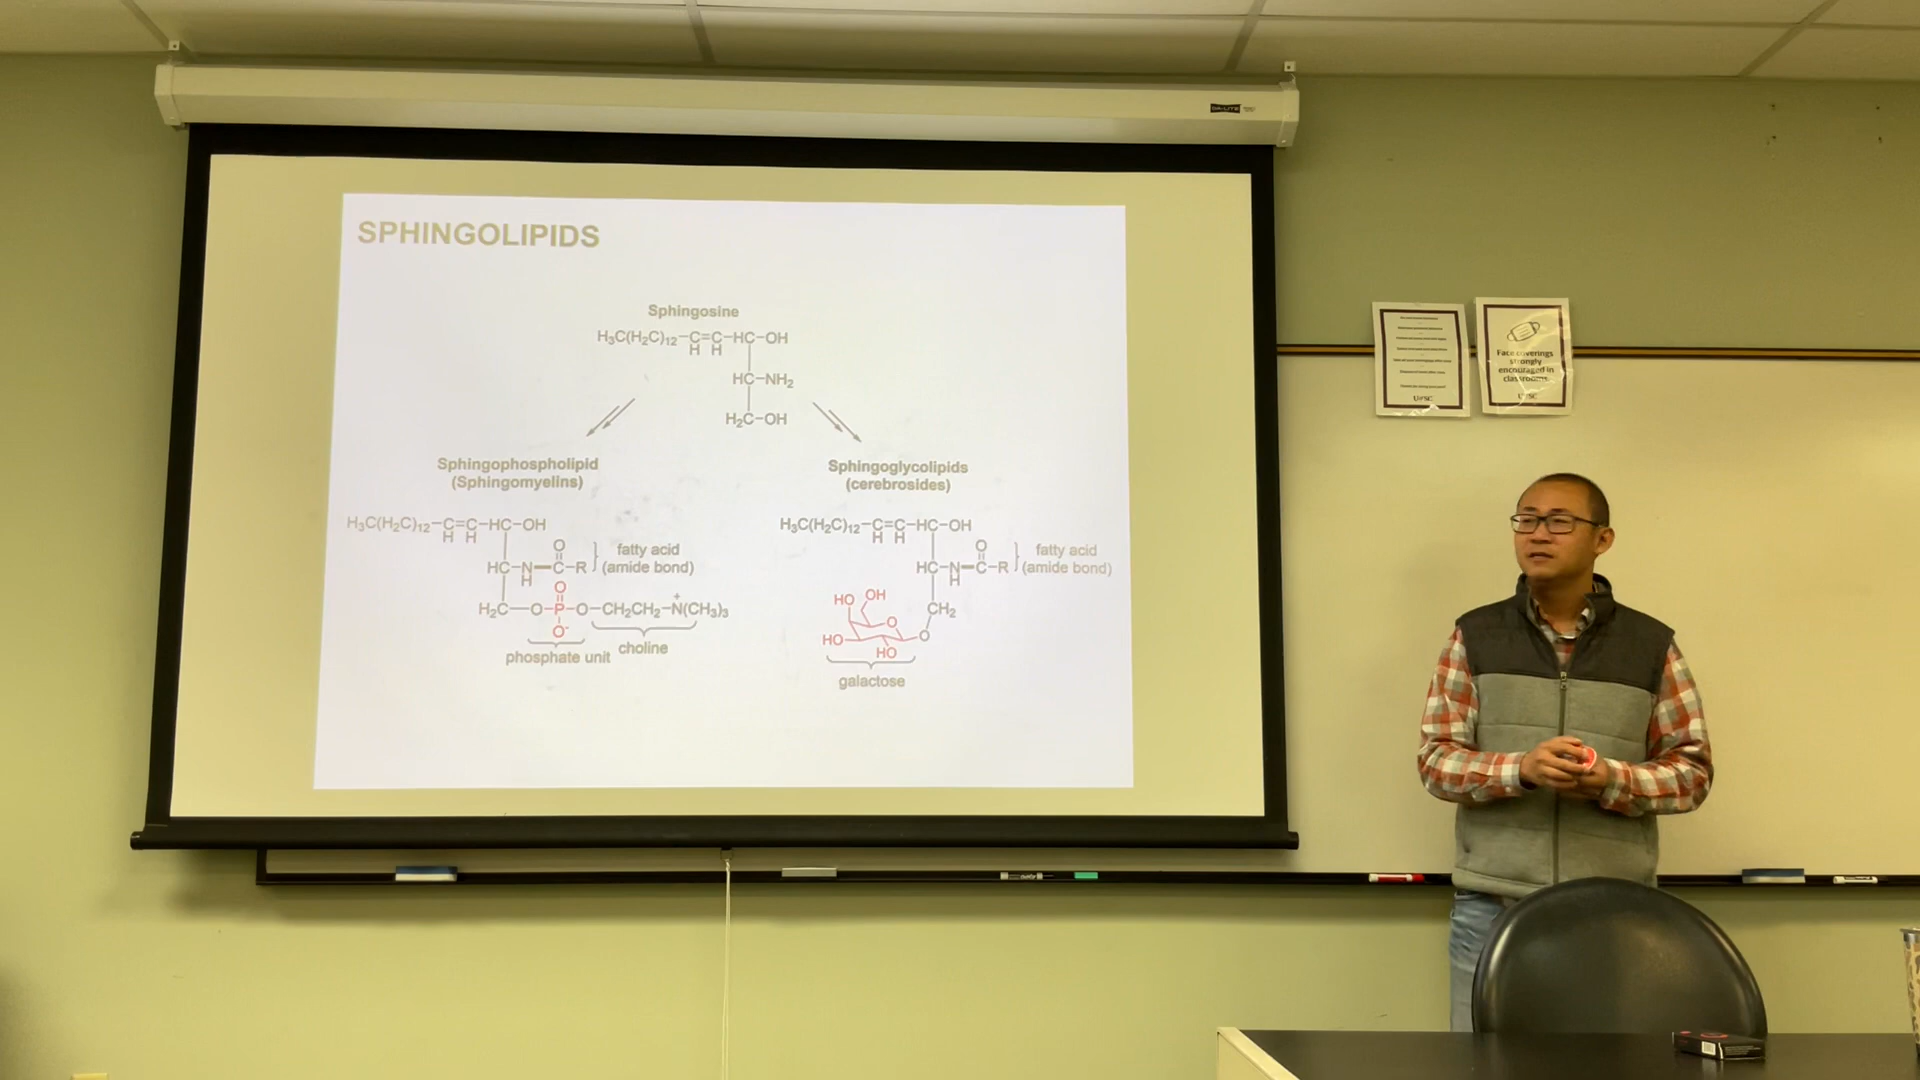 DA-LITE
SPHINGOLIPIDS
Sphingosine
H₃C(H₂C)₁₂-C=C-HC-OH
H H
HC-NH₂
H₂C-OH
Sphingophospholipid
(Sphingomyelins)
H₃C(H₂C)₁₂-C=C-HC-OH
H H
O
HC-N-C-R
H
fatty acid
(amide bond)
O
H₂C-O-P-O-CH₂CH₂-N(CH₃)₃
+
O⁻
phosphate unit
choline
Sphingoglycolipids
(cerebrosides)
H₃C(H₂C)₁₂-C=C-HC-OH
H H
O
HC-N-C-R
H
fatty acid
(amide bond)
CH₂
HO OH
O
HO
O
HO
galactose
Face coverings
strongly
encouraged in
classrooms.